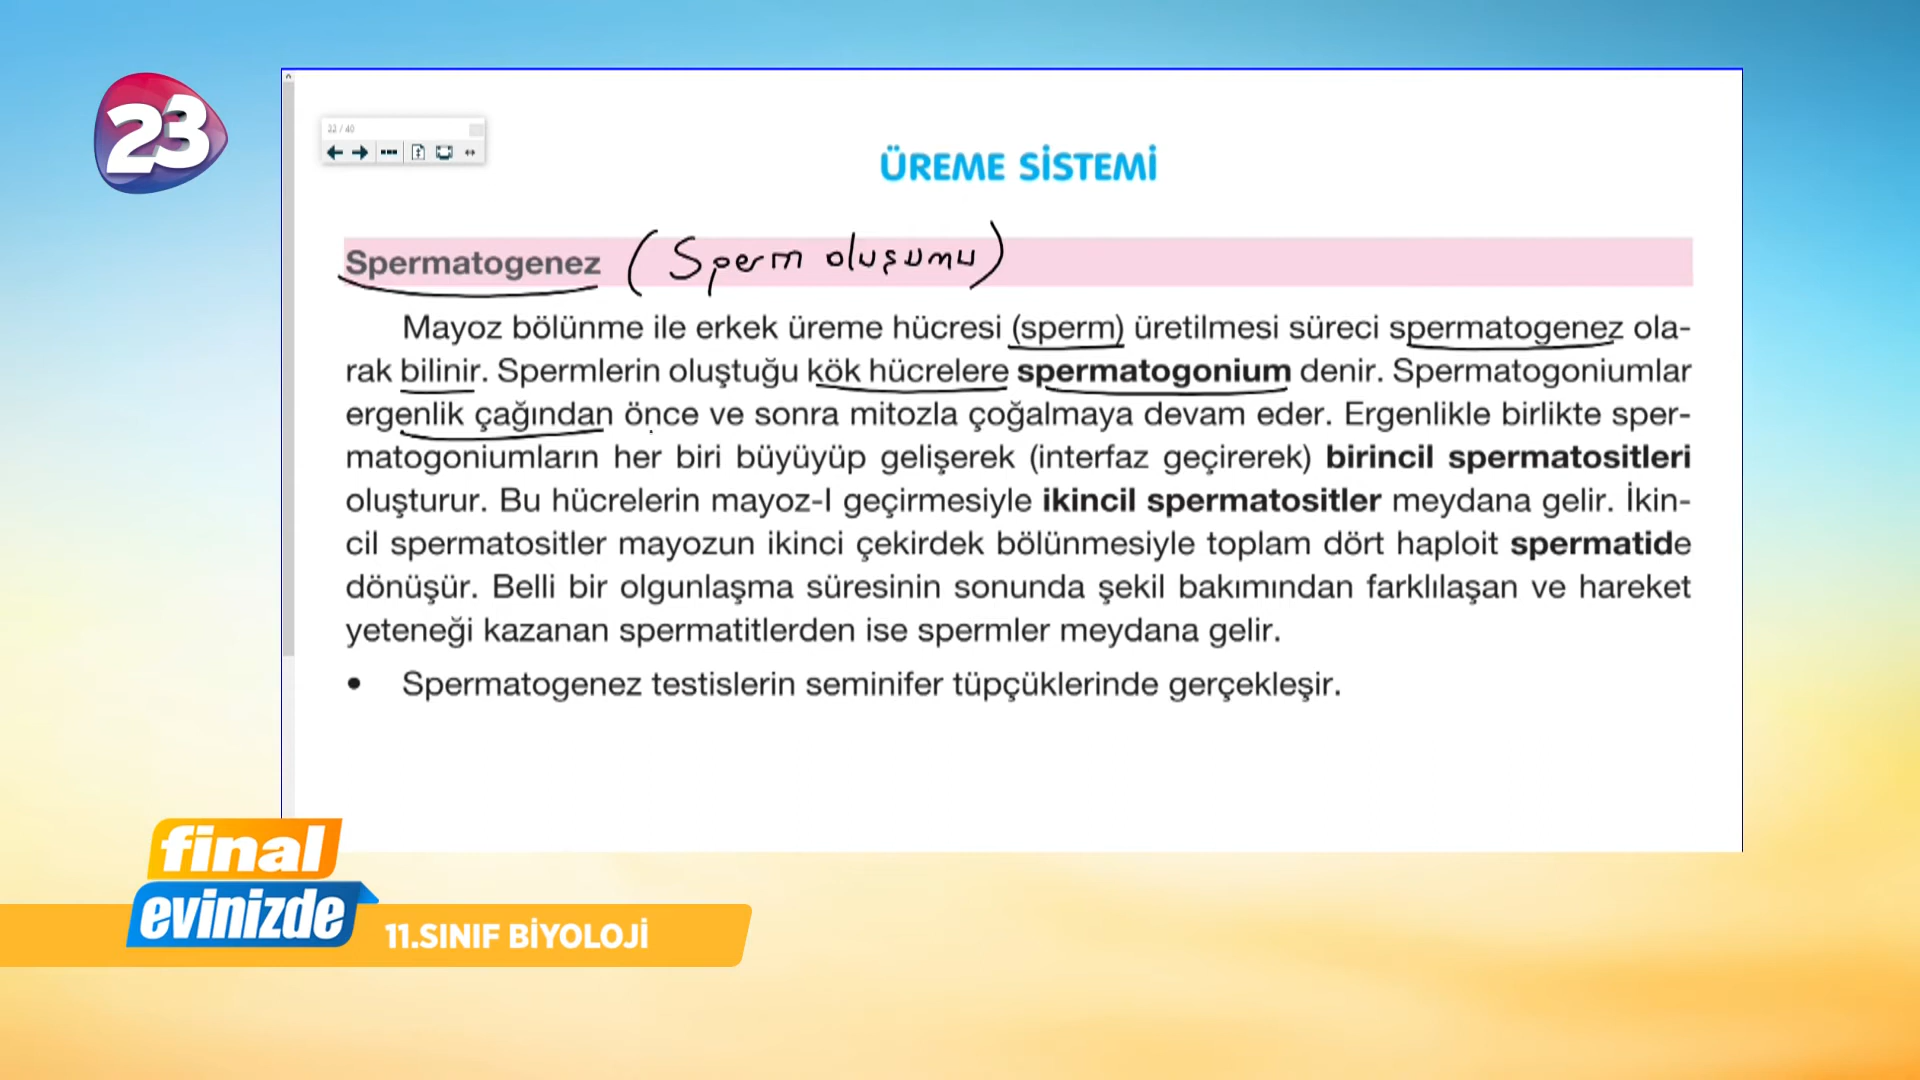 23
22 / 40
ÜREME SİSTEMİ
Spermatogenez (Sperm oluşumu)
Mayoz bölünme ile erkek üreme hücresi (sperm) üretilmesi süreci spermatogenez ola-
rak bilinir. Spermlerin oluştuğu kök hücrelere spermatogonium denir. Spermatogoniumlar
ergenlik çağından önce ve sonra mitozla çoğalmaya devam eder. Ergenlikle birlikte sper-
matogoniumların her biri büyüyüp gelişerek (interfaz geçirerek) birincil spermatositleri
oluşturur. Bu hücrelerin mayoz-I geçirmesiyle ikincil spermatositler meydana gelir. İkin-
cil spermatositler mayozun ikinci çekirdek bölünmesiyle toplam dört haploit spermatide
dönüşür. Belli bir olgunlaşma süresinin sonunda şekil bakımından farklılaşan ve hareket
yeteneği kazanan spermatitlerden ise spermler meydana gelir.
• Spermatogenez testislerin seminifer tüpçüklerinde gerçekleşir.
final
evinizde
11.SINIF BİYOLOJİ